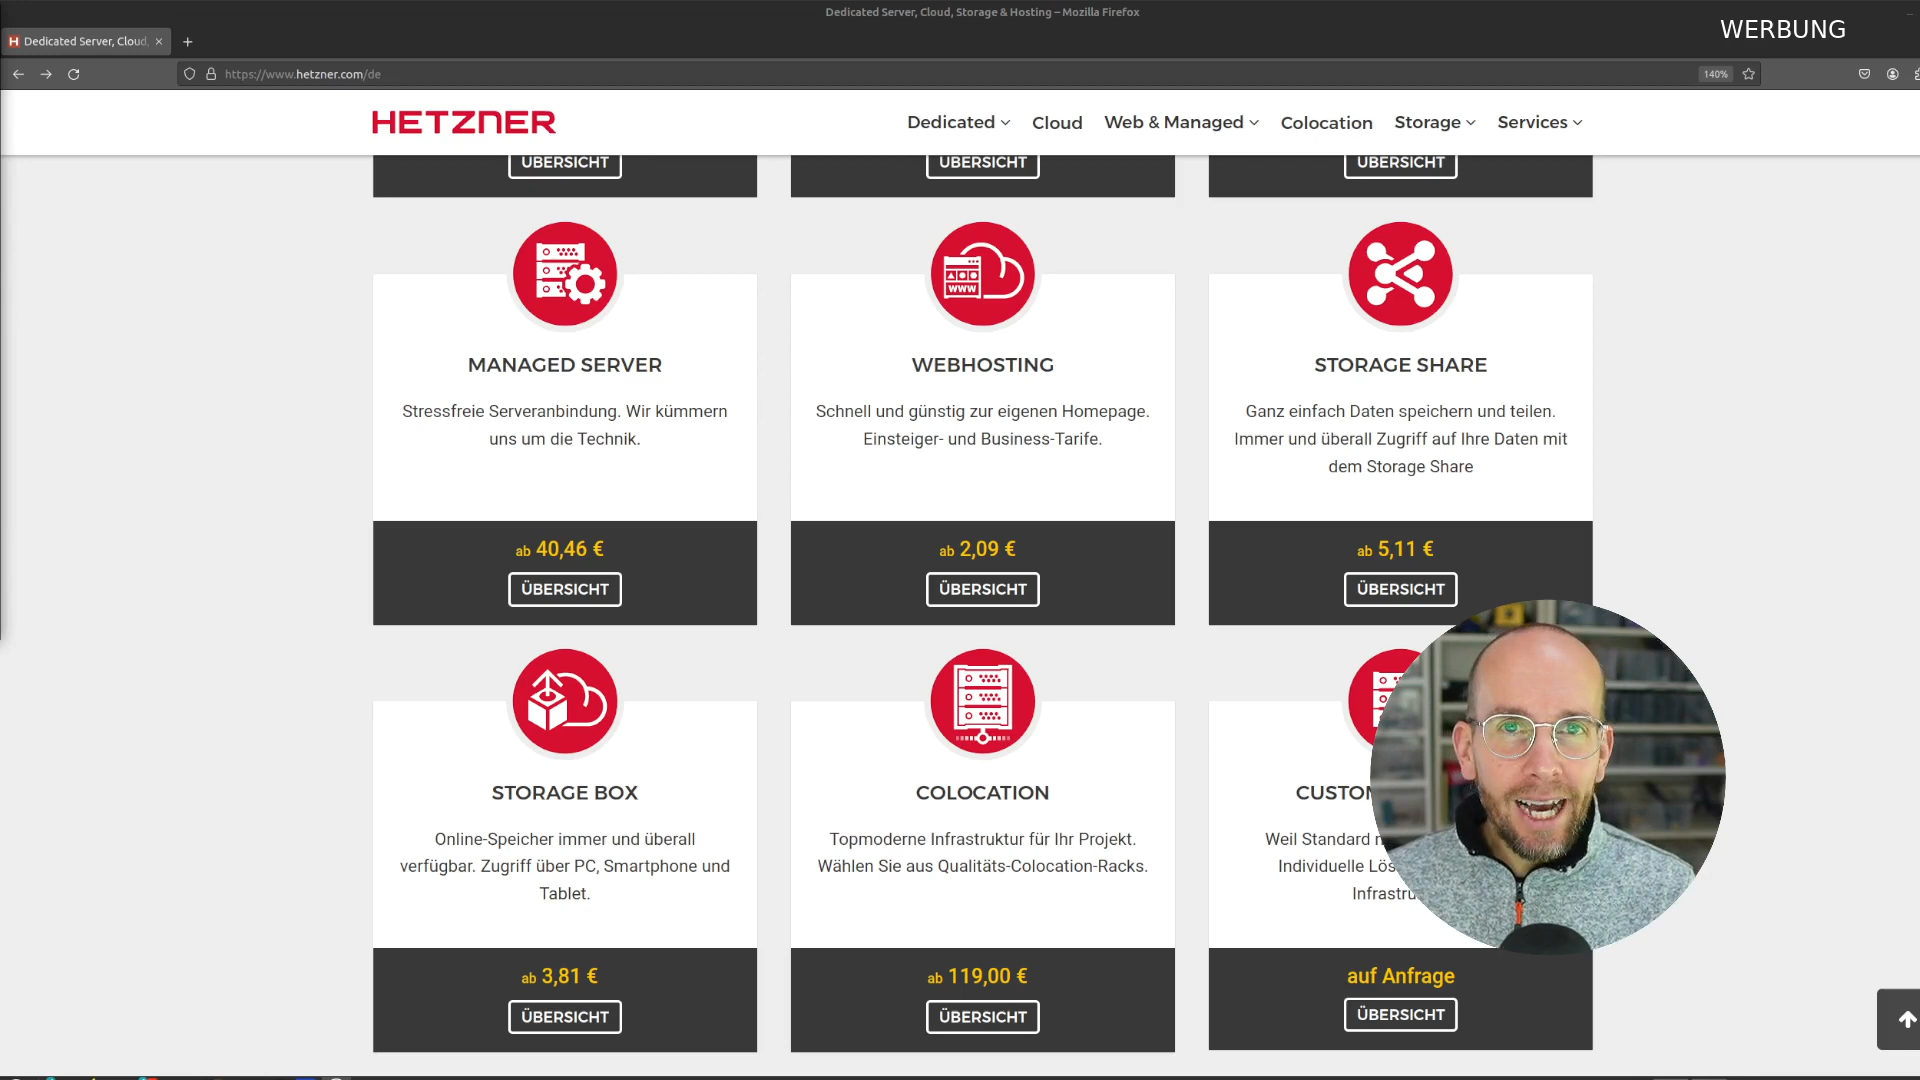 Dedicated Server, Cloud, Storage & Hosting – Mozilla Firefox
WERBUNG
H Dedicated Server, Cloud,
https://www.hetzner.com/de
140%
HETZNER
Dedicated Cloud Web & Managed Colocation Storage Services
ÜBERSICHT ÜBERSICHT ÜBERSICHT
WWW
MANAGED SERVER
Stressfreie Serveranbindung. Wir kümmern
uns um die Technik.
ab 40,46 €
ÜBERSICHT
WEBHOSTING
Schnell und günstig zur eigenen Homepage.
Einsteiger- und Business-Tarife.
ab 2,09 €
ÜBERSICHT
STORAGE SHARE
Ganz einfach Daten speichern und teilen.
Immer und überall Zugriff auf Ihre Daten mit
dem Storage Share
ab 5,11 €
ÜBERSICHT
STORAGE BOX
Online-Speicher immer und überall
verfügbar. Zugriff über PC, Smartphone und
Tablet.
ab 3,81 €
ÜBERSICHT
COLOCATION
Topmoderne Infrastruktur für Ihr Projekt.
Wählen Sie aus Qualitäts-Colocation-Racks.
ab 119,00 €
ÜBERSICHT
Weil Standard
Individuelle
auf Anfrage
ÜBERSICHT